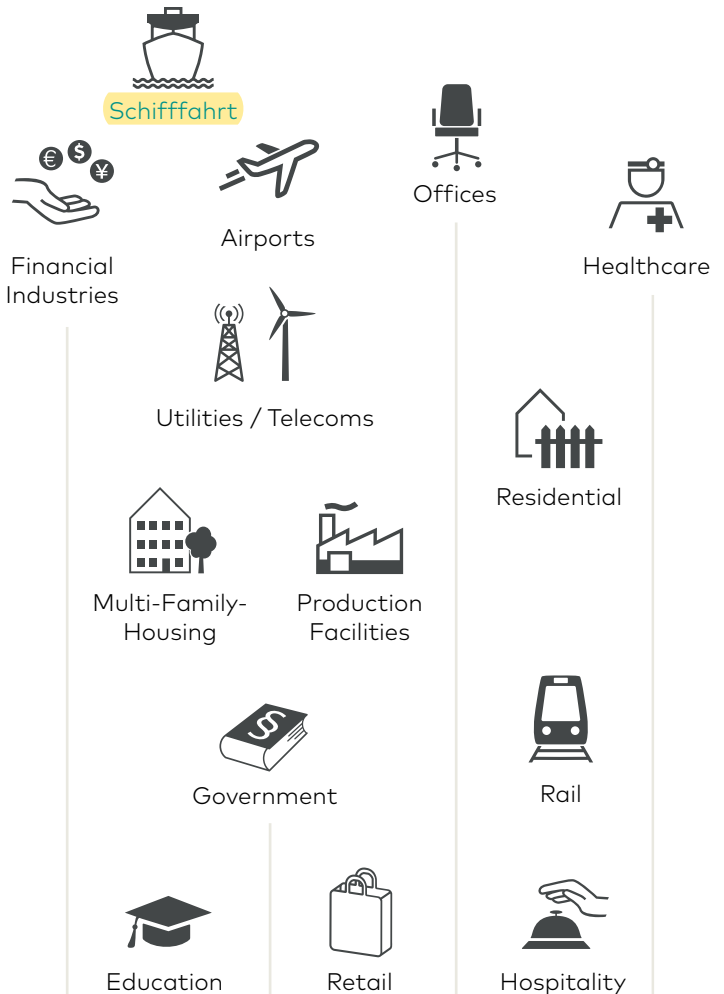 Schifffahrt
€ $ ¥
Offices
Airports
Financial
Industries
Healthcare
Utilities / Telecoms
Residential
Multi-Family-
Housing
Production
Facilities
§
Government
Rail
Education
Retail
Hospitality